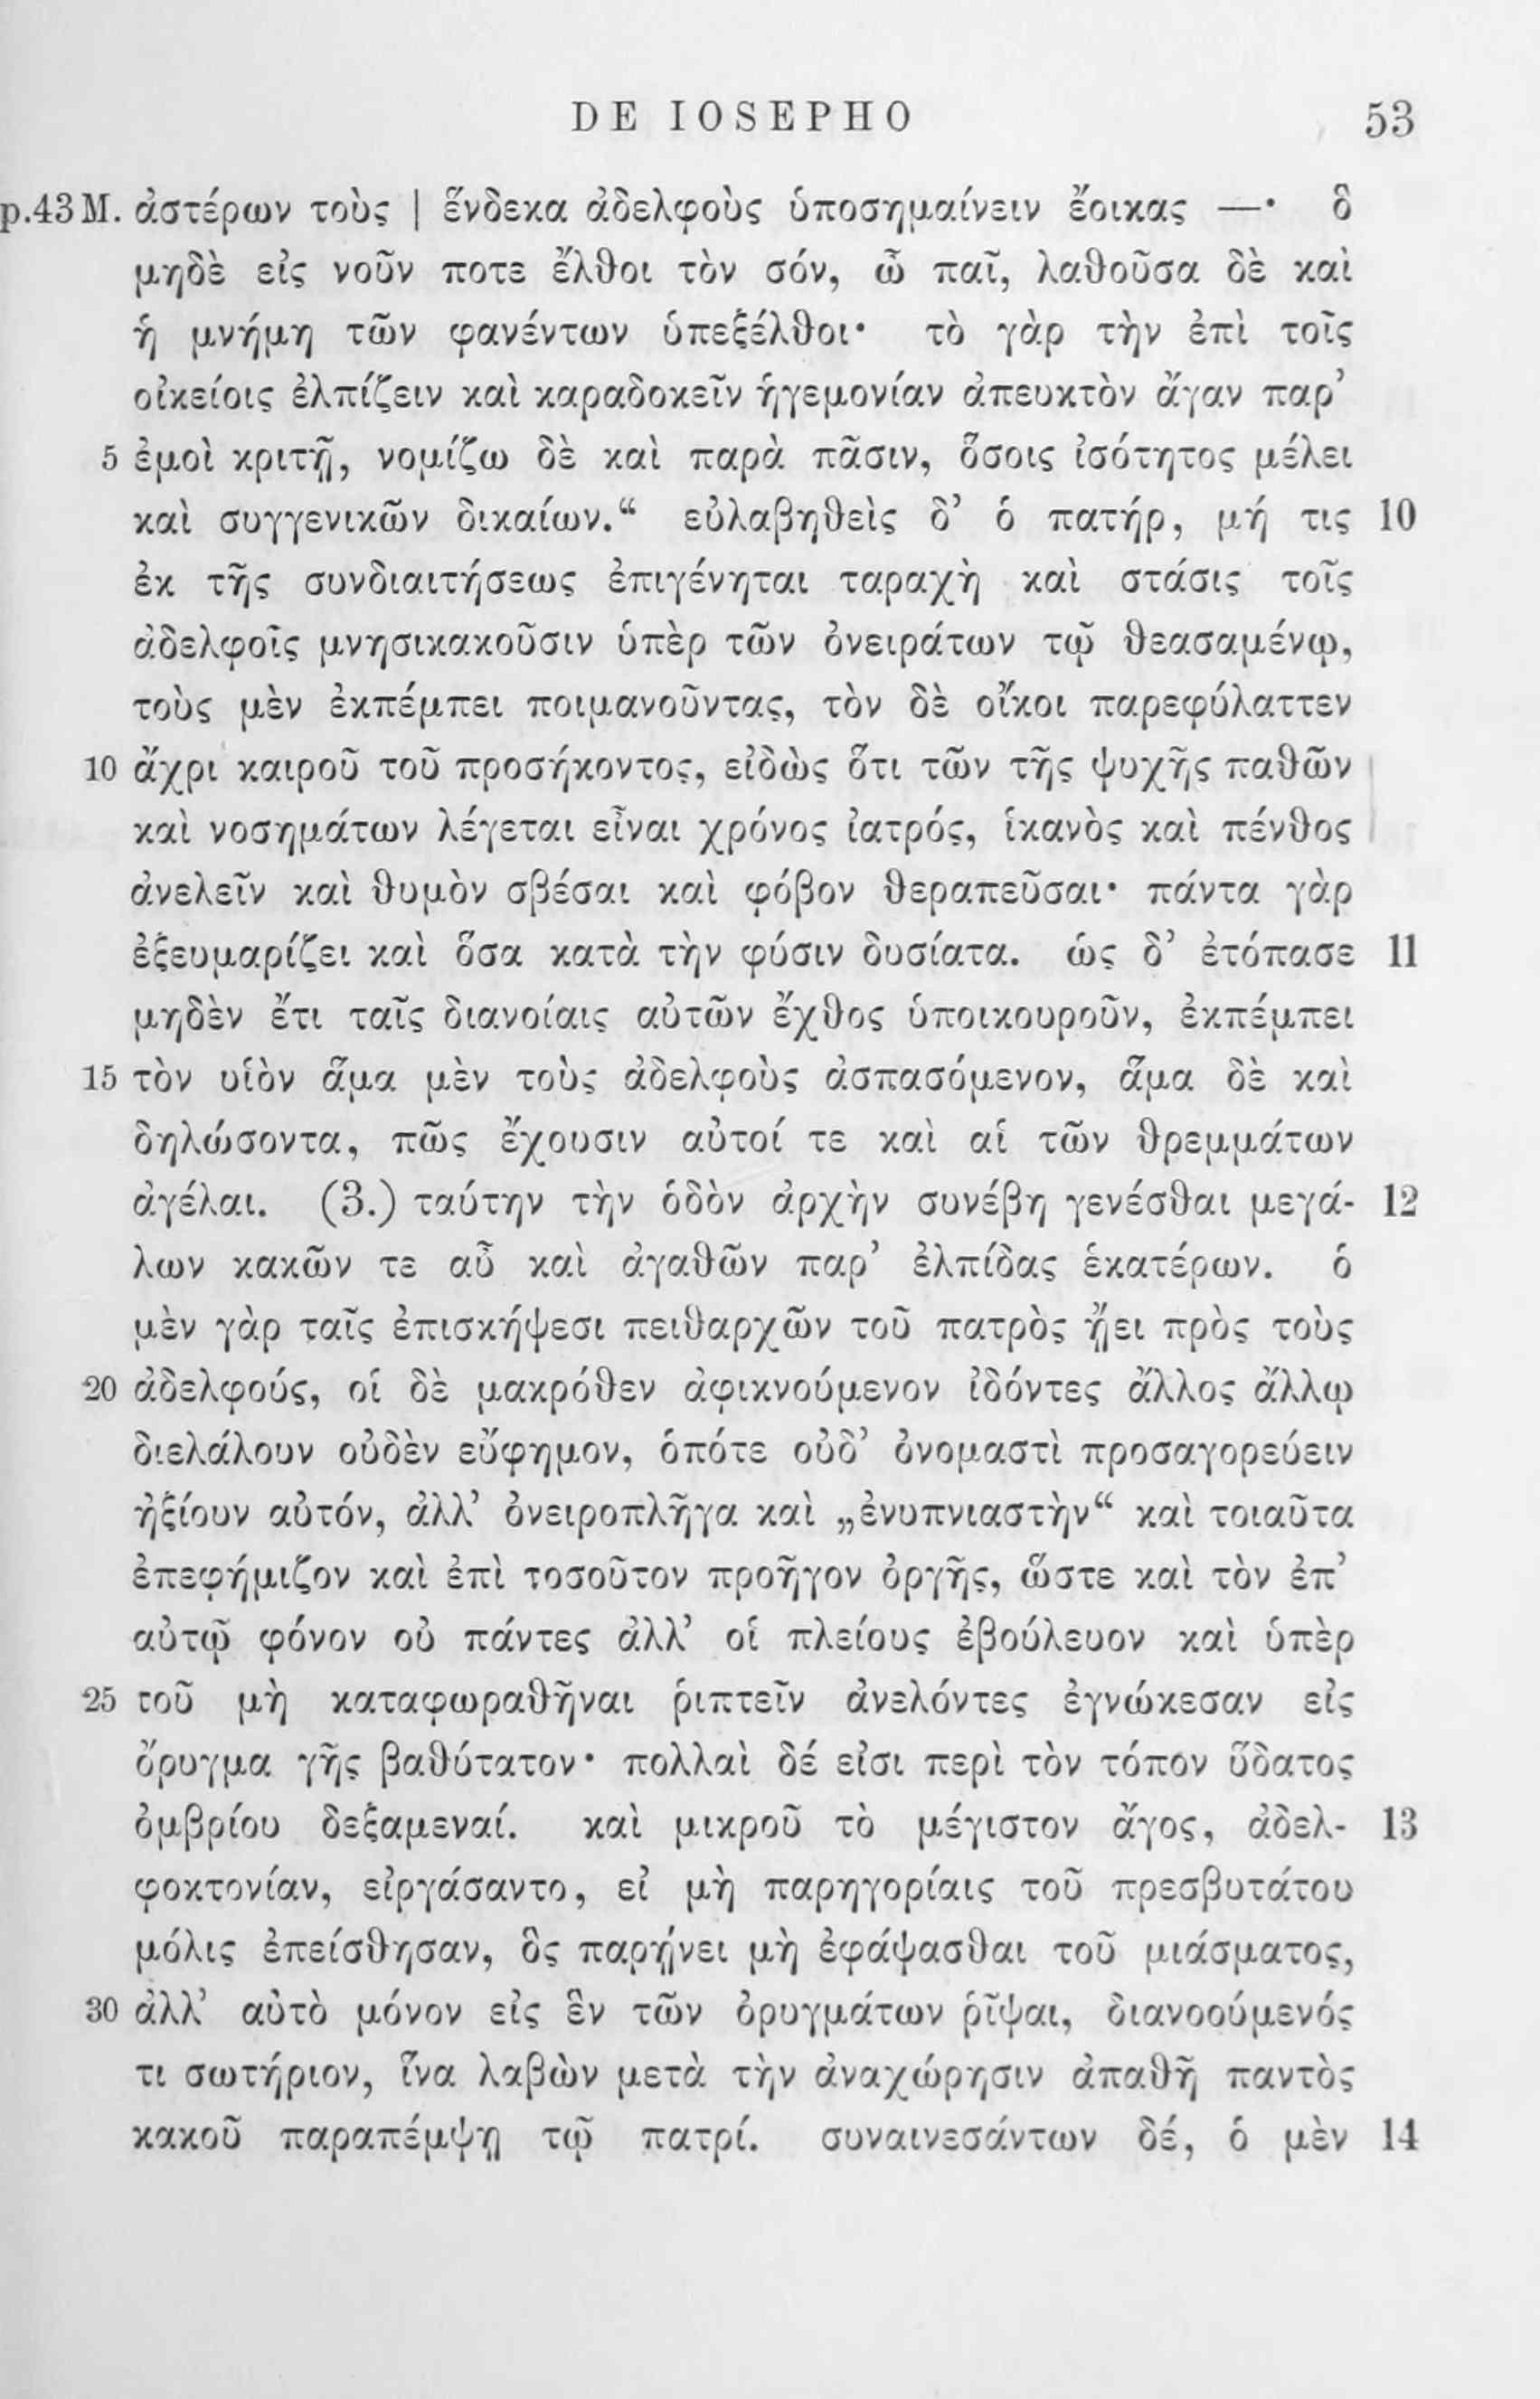 DE IOSEPHO 53
p.43 M. ἀστέρων τοὺς | ἕνδεκα ἀδελφοὺς ὑποσημαίνειν ἔοικας —· ὃ
μηδὲ εἰς νοῦν ποτε ἔλθοι τὸν σόν, ὦ παῖ, λαθοῦσα δὲ καὶ
ἡ μνήμη τῶν φανέντων ὑπεξέλθοι· τὸ γὰρ τὴν ἐπὶ τοῖς
οἰκείοις ἐλπίζειν καὶ καραδοκεῖν ἡγεμονίαν ἀπευκτὸν ἄγαν παρ’
5 ἐμοὶ κριτῇ, νομίζω δὲ καὶ παρὰ πᾶσιν, ὅσοις ἰσότητος μέλει
καὶ συγγενικῶν δικαίων.“ εὐλαβηθεὶς δ’ ὁ πατήρ, μή τις 10
ἐκ τῆς συνδιαιτήσεως ἐπιγένηται ταραχὴ καὶ στάσις τοῖς
ἀδελφοῖς μνησικακοῦσιν ὑπὲρ τῶν ὀνειράτων τῷ θεασαμένῳ,
τοὺς μὲν ἐκπέμπει ποιμανοῦντας, τὸν δὲ οἴκοι παρεφύλαττεν
10 ἄχρι καιροῦ τοῦ προσήκοντος, εἰδὼς ὅτι τῶν τῆς ψυχῆς παθῶν
καὶ νοσημάτων λέγεται εἶναι χρόνος ἰατρός, ἱκανὸς καὶ πένθος
ἀνελεῖν καὶ θυμὸν σβέσαι καὶ φόβον θεραπεῦσαι· πάντα γὰρ
ἐξευμαρίζει καὶ ὅσα κατὰ τὴν φύσιν δυσίατα. ὡς δ’ ἐτόπασε 11
μηδὲν ἔτι ταῖς διανοίαις αὐτῶν ἔχθος ὑποικουροῦν, ἐκπέμπει
15 τὸν υἱὸν ἅμα μὲν τοὺς ἀδελφοὺς ἀσπασόμενον, ἅμα δὲ καὶ
δηλώσοντα, πῶς ἔχουσιν αὐτοί τε καὶ αἱ τῶν θρεμμάτων
ἀγέλαι. (3.) ταύτην τὴν ὁδὸν ἀρχὴν συνέβη γενέσθαι μεγά- 12
λων κακῶν τε αὖ καὶ ἀγαθῶν παρ’ ἐλπίδας ἑκατέρων. ὁ
μὲν γὰρ ταῖς ἐπισκήψεσι πειθαρχῶν τοῦ πατρὸς ᾔει πρὸς τοὺς
20 ἀδελφούς, οἱ δὲ μακρόθεν ἀφικνούμενον ἰδόντες ἄλλος ἄλλῳ
διελάλουν οὐδὲν εὔφημον, ὁπότε οὐδ’ ὀνομαστὶ προσαγορεύειν
ἠξίουν αὐτόν, ἀλλ’ ὀνειροπλῆγα καὶ „ἐνυπνιαστὴν“ καὶ τοιαῦτα
ἐπεφήμιζον καὶ ἐπὶ τοσοῦτον προῆγον ὀργῆς, ὥστε καὶ τὸν ἐπ’
αὐτῷ φόνον οὐ πάντες ἀλλ’ οἱ πλείους ἐβούλευον καὶ ὑπὲρ
25 τοῦ μὴ καταφωραθῆναι ῥιπτεῖν ἀνελόντες ἐγνώκεσαν εἰς
ὄρυγμα γῆς βαθύτατον· πολλαὶ δέ εἰσι περὶ τὸν τόπον ὕδατος
ὀμβρίου δεξαμεναί. καὶ μικροῦ τὸ μέγιστον ἄγος, ἀδελ- 13
φοκτονίαν, εἰργάσαντο, εἰ μὴ παρηγορίαις τοῦ πρεσβυτάτου
μόλις ἐπείσθησαν, ὃς παρῄνει μὴ ἐφάψασθαι τοῦ μιάσματος,
30 ἀλλ’ αὐτὸ μόνον εἰς ἓν τῶν ὀρυγμάτων ῥῖψαι, διανοούμενός
τι σωτήριον, ἵνα λαβὼν μετὰ τὴν ἀναχώρησιν ἀπαθῆ παντὸς
κακοῦ παραπέμψῃ τῷ πατρί. συναινεσάντων δέ, ὁ μὲν 14